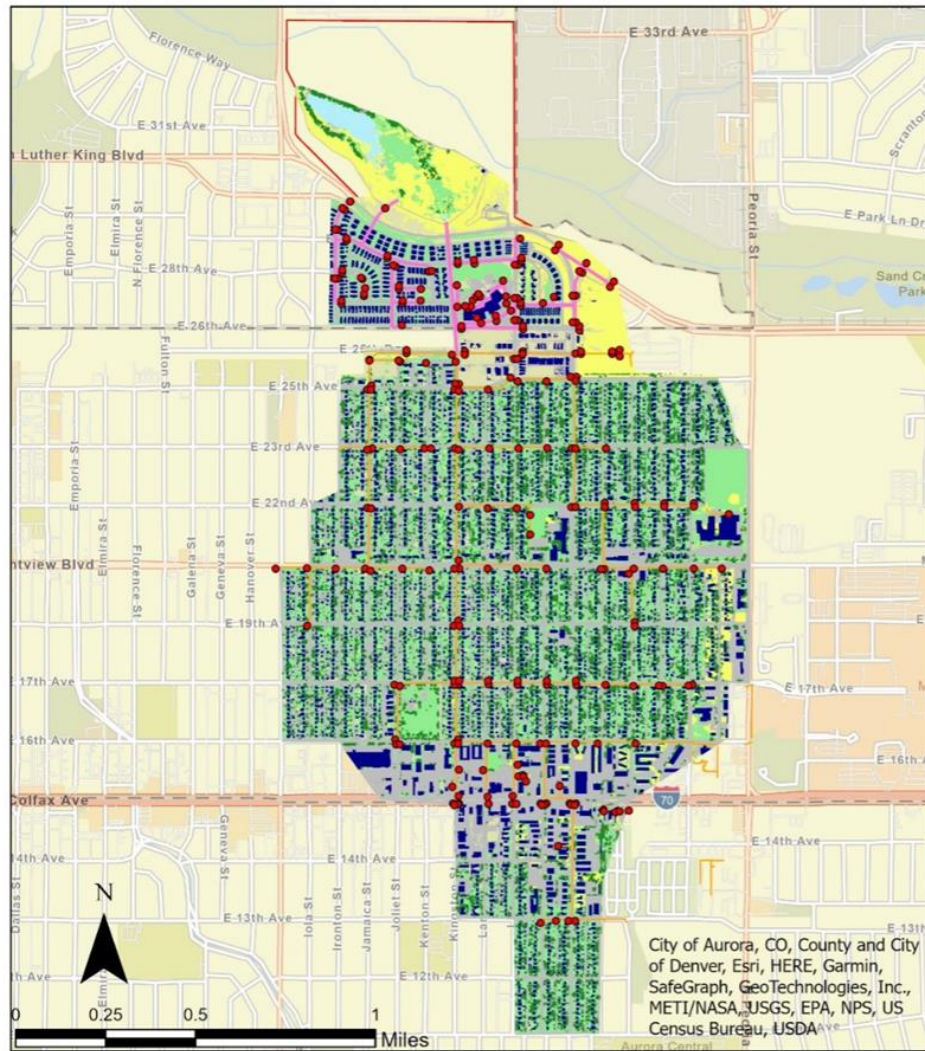 E 33rd Ave
Florence Way
E 31st Ave
Scranton
n Luther King Blvd
Peoria St
E Park Ln Dr
Emporia St
Elmira St
N Florence St
E 28th Ave
Sand Cr
Park
E 26th Ave
Fulton St
E 25th Ave
E 23rd Ave
Emporia St
E 22nd Ave
Elmira St
Florence St
Galena St
Geneva St
Hanover St
ntview Blvd
E 19th A
E 17th Ave
E 17th Ave
E 16th Ave
E 16th Av
Colfax Ave
70
Geneva St
E 14th Ave
14th Ave
E 14th Ave
Dallas St
N
Iola St
Ironton St
Jamaica St
Joliet St
Kenton St
E 13th Ave
E 13th
E 12th Ave
th Ave
Elmi
City of Aurora, CO, County and City
of Denver, Esri, HERE, Garmin,
SafeGraph, GeoTechnologies, Inc.,
METI/NASA, USGS, EPA, NPS, US
Census Bureau, USDA
0 0.25 0.5 1
Miles
Aurora Central